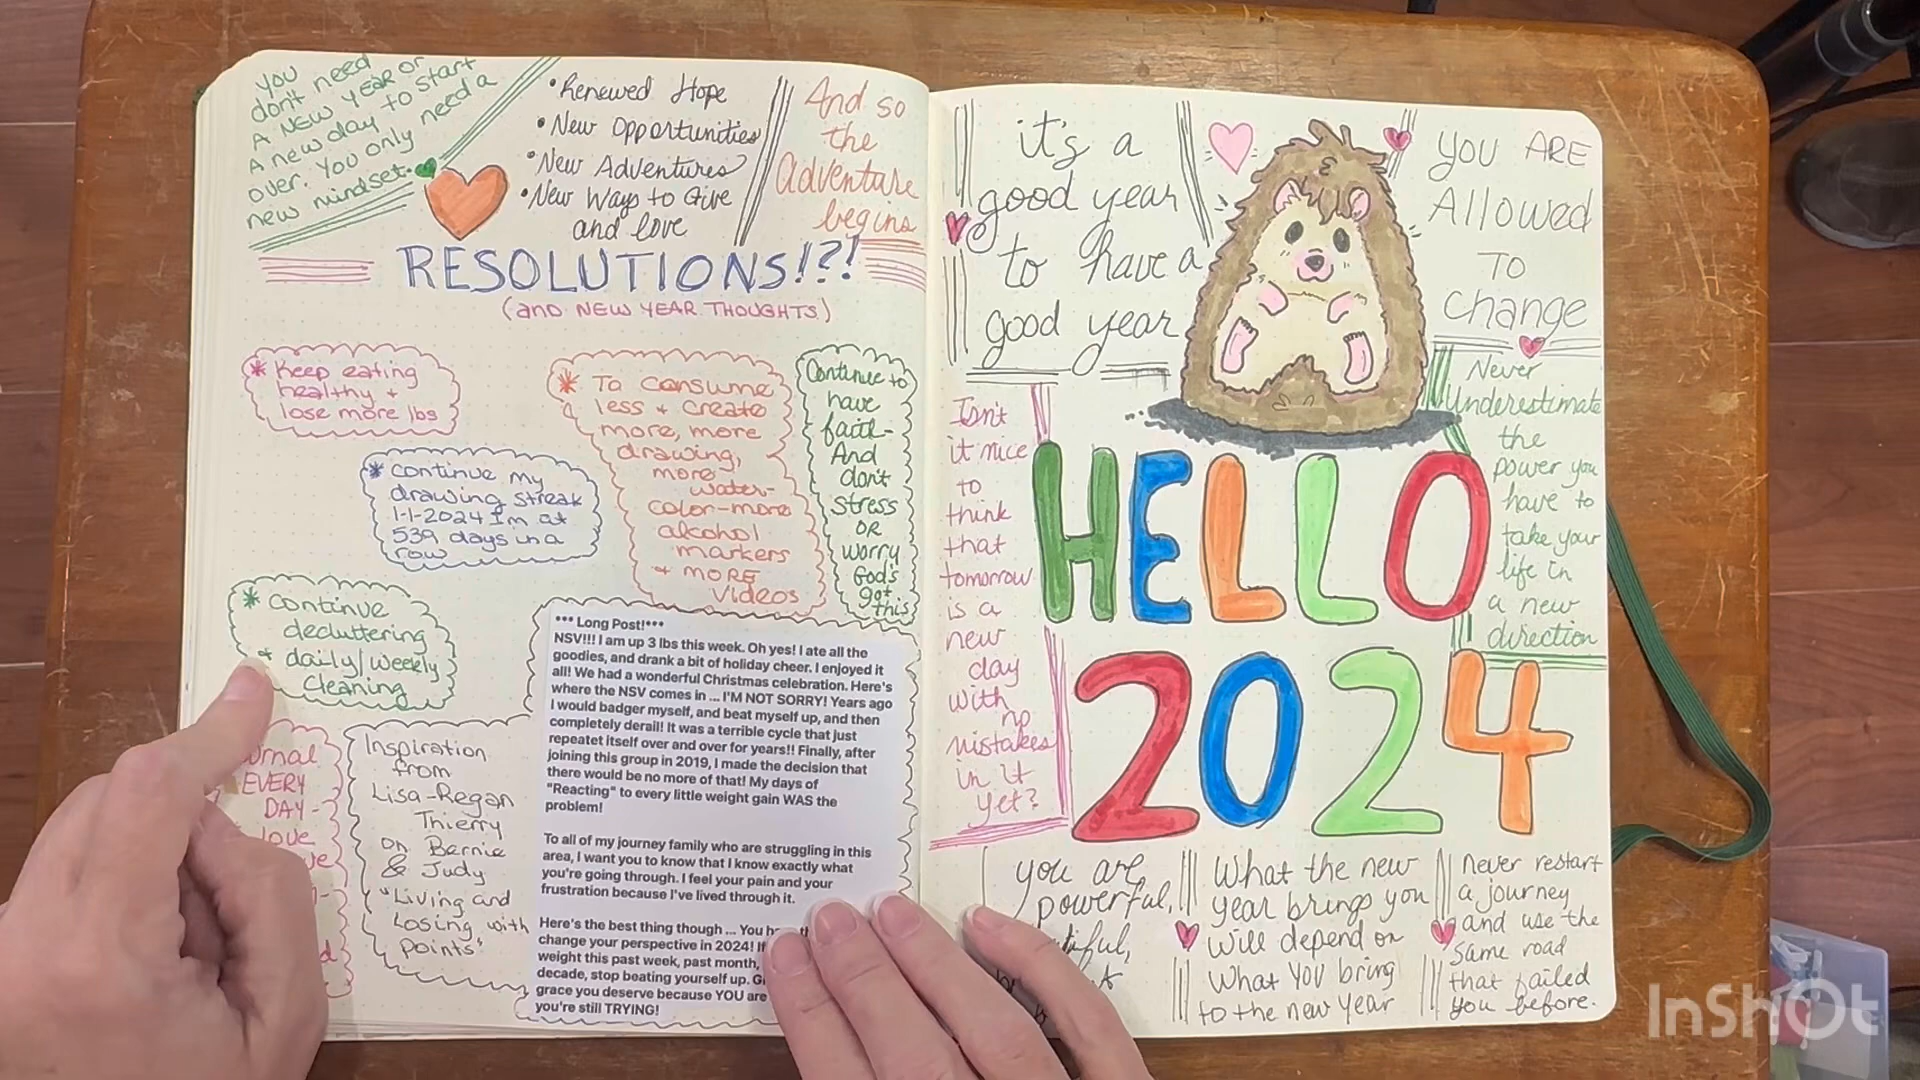 you
don't need
A NEW YEAR or
A new day to start
over. You only need a
new mindset.
• Renewed Hope
• New Opportunities
• New Adventures
• New Ways to Give
and love
And so
the
Adventure
begins
RESOLUTIONS!?!
(and NEW YEAR THOUGHTS)
* Keep eating
healthy +
lose more lbs
* continue my
drawing streak
1-1-2024 I'm at
539 days in a
row
* To consume
less + create
more, more
drawing,
more
water-
color-more
alcohol
markers
+ MORE
videos
Continue to
have
faith-
And
don't
stress
OR
worry
God's
got
this
* Continue
decluttering
+ daily/weekly
Cleaning
EVERY
DAY-
love
Inspiration
from
Lisa-Regan
Thierry
on Bernie
& Judy
"Living and
Losing with
Points"
*** Long Post!***
NSV!!! I am up 3 lbs this week. Oh yes! I ate all the
goodies, and drank a bit of holiday cheer. I enjoyed it
all! We had a wonderful Christmas celebration. Here's
where the NSV comes in ... I'M NOT SORRY! Years ago
I would badger myself, and beat myself up, and then
completely derail! It was a terrible cycle that just
repeatet itself over and over for years!! Finally, after
joining this group in 2019, I made the decision that
there would be no more of that! My days of
"Reacting" to every little weight gain WAS the
problem!
To all of my journey family who are struggling in this
area, I want you to know that I know exactly what
you're going through. I feel your pain and your
frustration because I've lived through it.
Here's the best thing though ... You
change your perspective in 2024!
weight this past week, past month,
decade, stop beating yourself up.
grace you deserve because YOU are
you're still TRYING!
it's a
good year
to have a
good year
YOU ARE
Allowed
TO
Change
Isn't
it nice
to
think
that
tomorrow
is a
new
day
with
no
mistakes
in it
yet?
HELLO
2024
Never
Underestimate
the
power you
have to
take your
life in
a new
direction
you are
powerful,
What the new
year brings you
will depend on
What YOU bring
to the new year
Never restart
a journey
and use the
same road
that failed
you before.
InShot